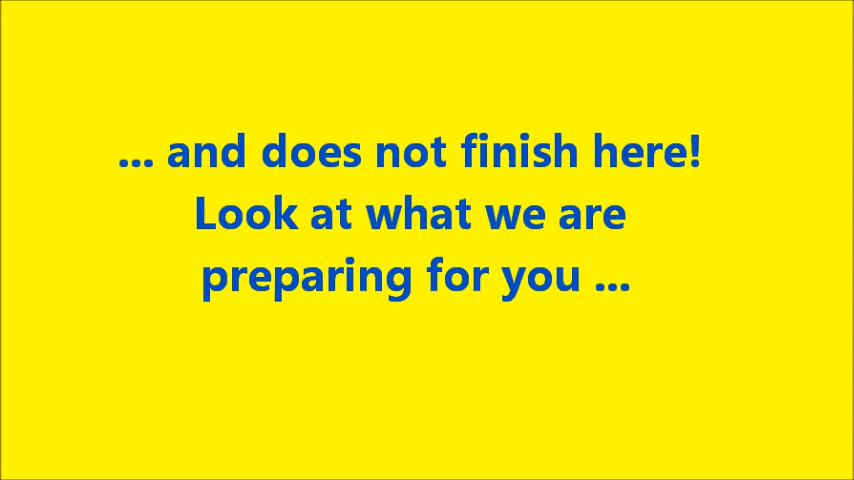 ... and does not finish here!
Look at what we are
preparing for you ...